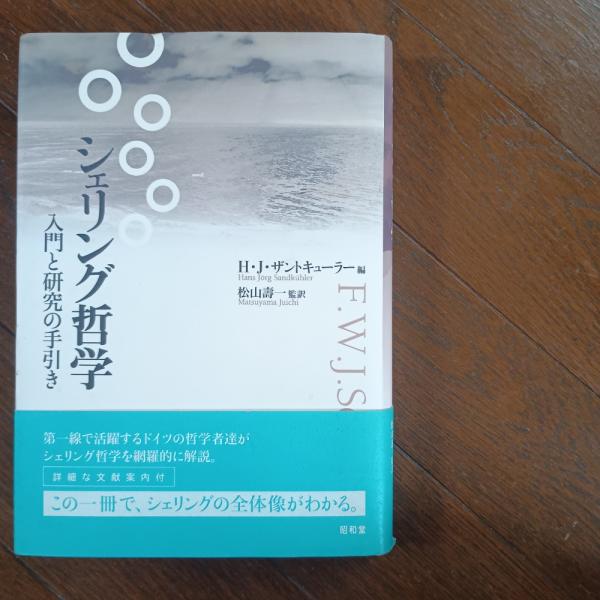 シェリング哲学
入門と研究の手引き
H・J・ザントキューラー 編
Hans Jörg Sandkühler
松山壽一 監訳
Matsuyama Juichi
F.W.J.Sc
第一線で活躍するドイツの哲学者達が
シェリング哲学を網羅的に解説。
詳細な文献案内付
この一冊で、シェリングの全体像がわかる。
昭和堂